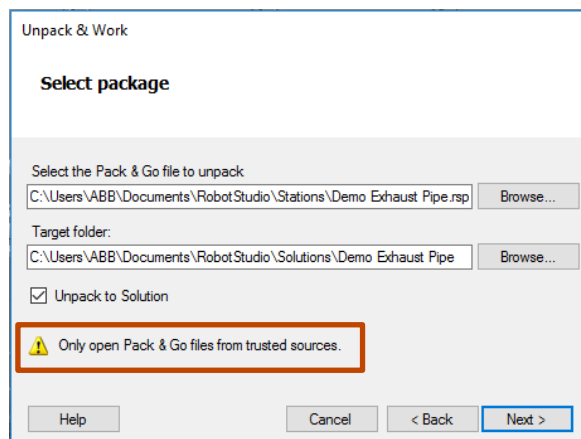 Unpack & Work
Select package
Select the Pack & Go file to unpack
C:\Users\ABB\Documents\RobotStudio\Stations\Demo Exhaust Pipe.rsp
Browse...
Target folder:
C:\Users\ABB\Documents\RobotStudio\Solutions\Demo Exhaust Pipe
Browse...
Unpack to Solution
Only open Pack & Go files from trusted sources.
Help
Cancel
< Back
Next >